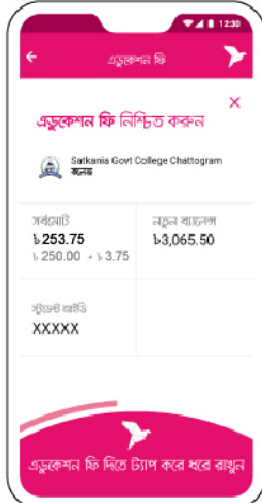 12:30
এডুকেশন ফি
এডুকেশন ফি নিশ্চিত করুন
Satkania Govt College Chattogram
কলেজ
সর্বমোট
৳253.75
৳ 250.00 + ৳ 3.75
নতুন ব্যালেন্স
৳3,065.50
স্টুডেন্ট আইডি
XXXXX
এডুকেশন ফি দিতে ট্যাপ করে ধরে রাখুন